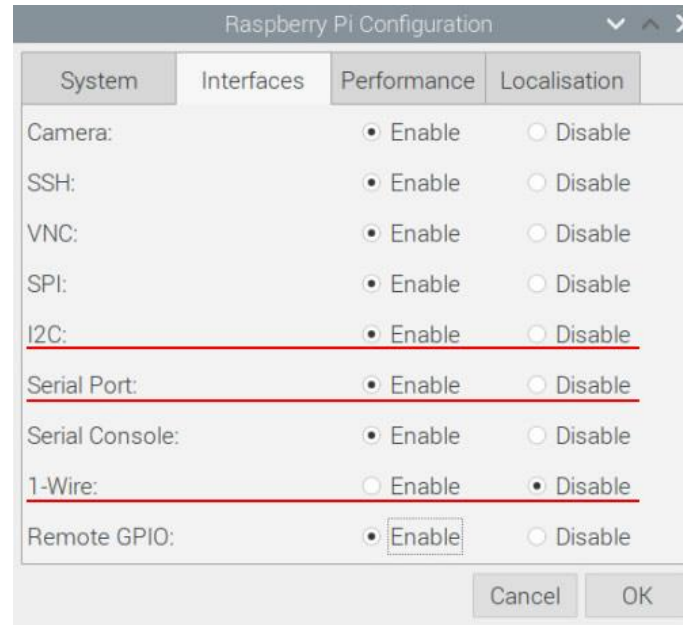 Raspberry Pi Configuration
System Interfaces Performance Localisation
Camera: Enable Disable
SSH: Enable Disable
VNC: Enable Disable
SPI: Enable Disable
I2C: Enable Disable
Serial Port: Enable Disable
Serial Console: Enable Disable
1-Wire: Enable Disable
Remote GPIO: Enable Disable
Cancel OK